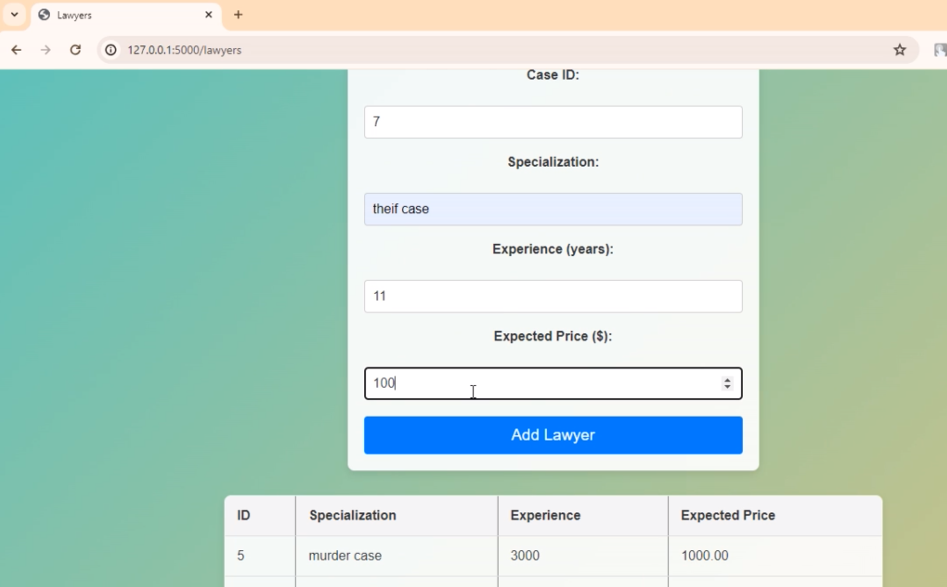 Lawyers
127.0.0.1:5000/lawyers
Case ID:
7
Specialization:
theif case
Experience (years):
11
Expected Price ($):
100
Add Lawyer
ID Specialization Experience Expected Price
5 murder case 3000 1000.00